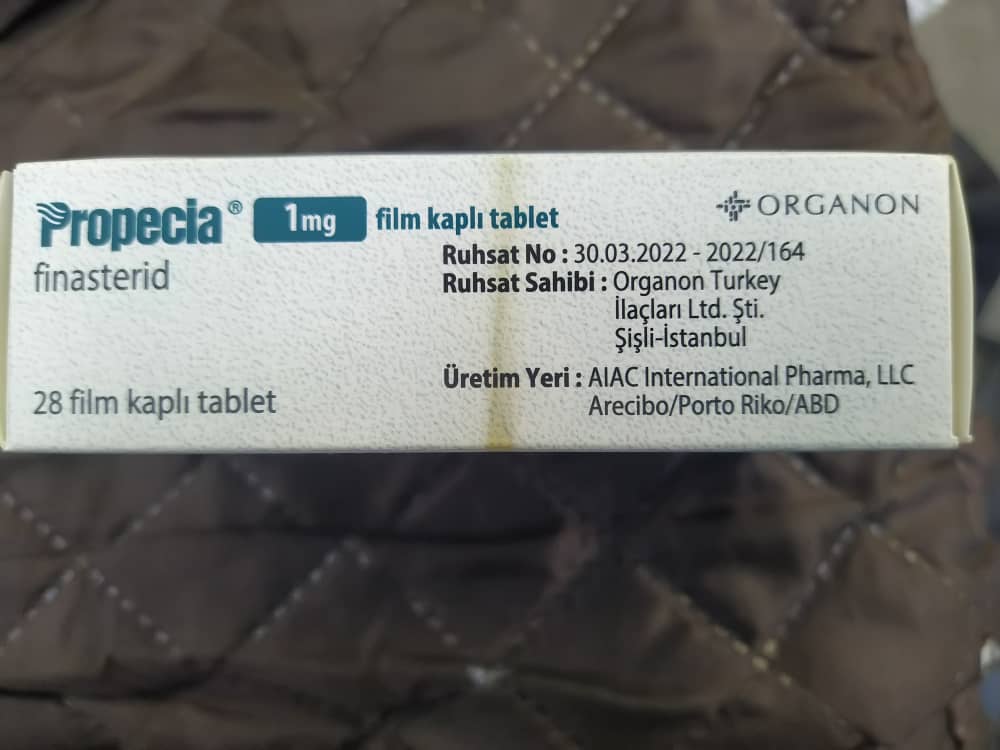 Propecia® 1mg film kaplı tablet
finasterid
28 film kaplı tablet
ORGANON
Ruhsat No : 30.03.2022 - 2022/164
Ruhsat Sahibi : Organon Turkey
İlaçları Ltd. Şti.
Şişli-İstanbul
Üretim Yeri : AIAC International Pharma, LLC
Arecibo/Porto Riko/ABD